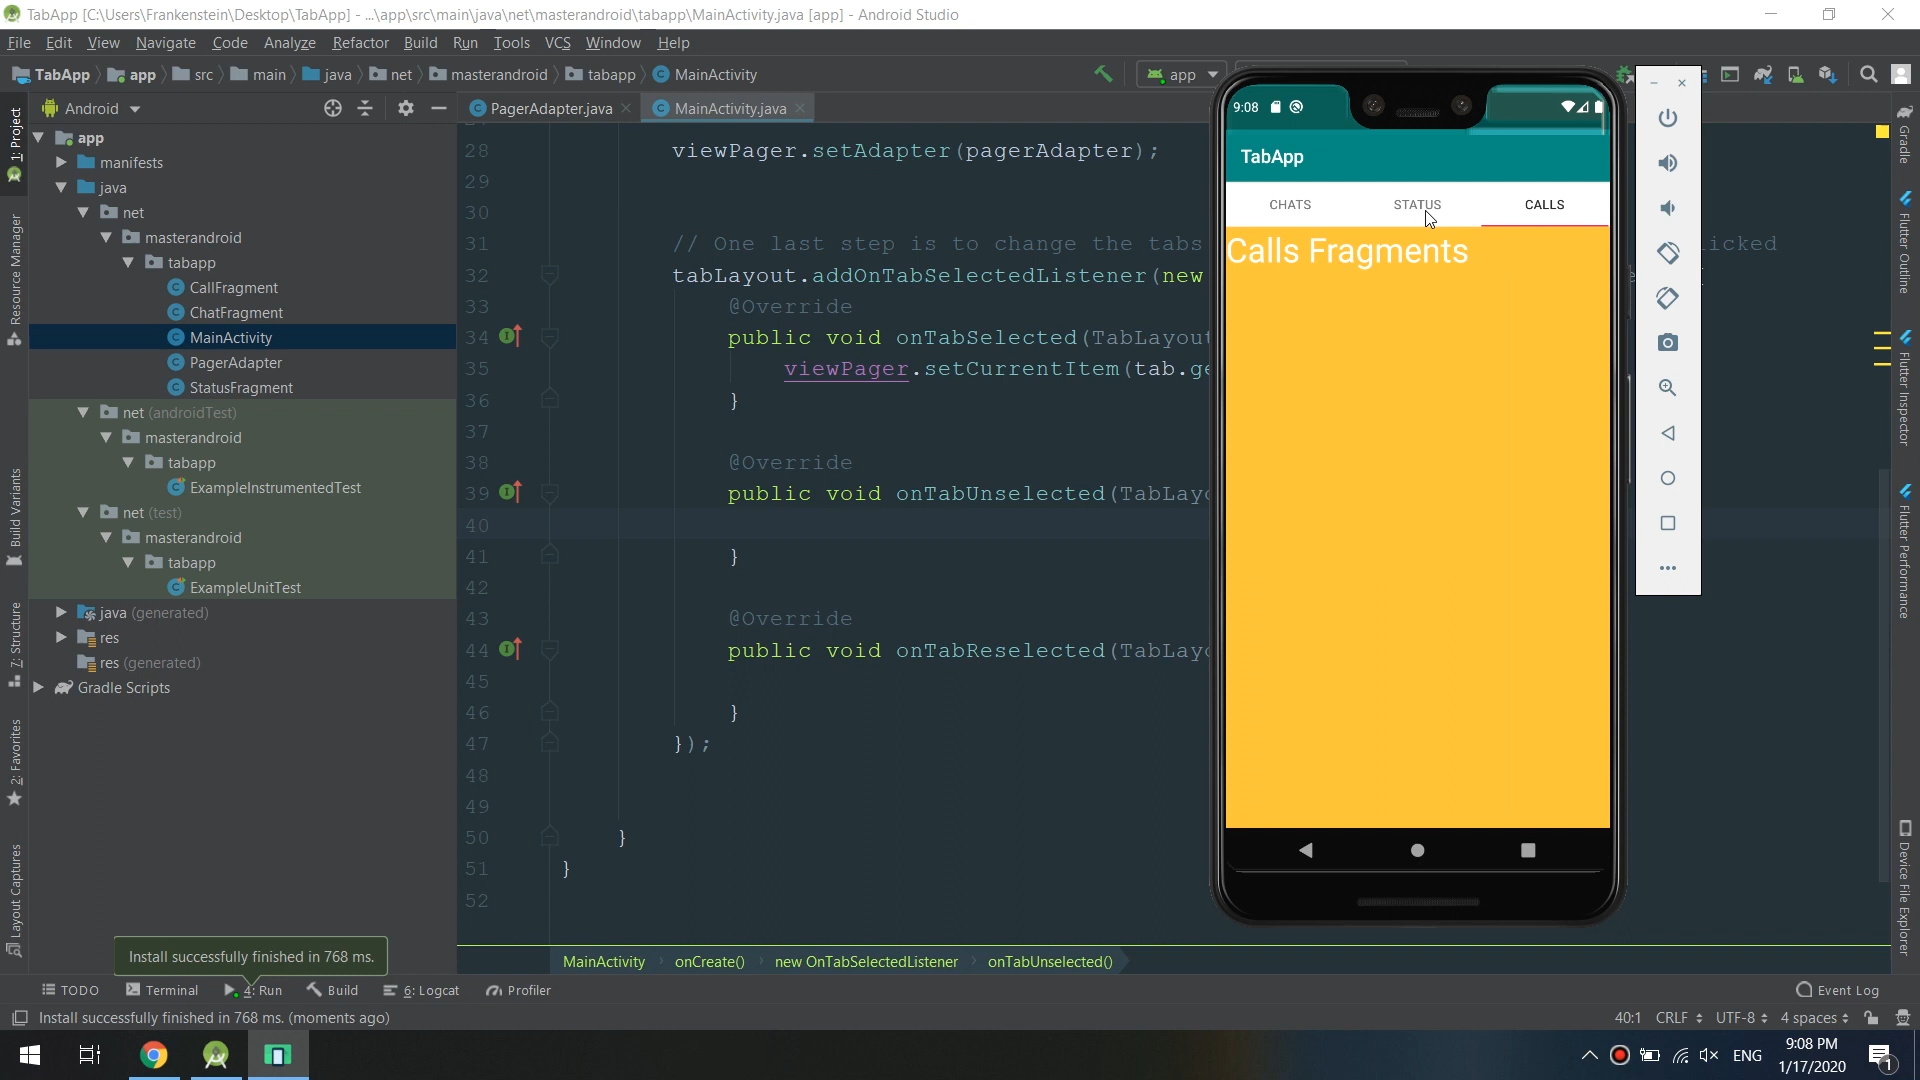 TabApp [C:\Users\Frankenstein\Desktop\TabApp] - ...\app\src\main\java\net\masterandroid\tabapp\MainActivity.java [app] - Android Studio
File Edit View Navigate Code Analyze Refactor Build Run Tools VCS Window Help
TabApp app src main java net masterandroid tabapp MainActivity
app
Android
PagerAdapter.java
MainActivity.java
1: Project
Resource Manager
Build Variants
7: Structure
2: Favorites
Layout Captures
app
manifests
java
net
masterandroid
tabapp
CallFragment
ChatFragment
MainActivity
PagerAdapter
StatusFragment
net (androidTest)
masterandroid
tabapp
ExampleInstrumentedTest
net (test)
masterandroid
tabapp
ExampleUnitTest
java (generated)
res
res (generated)
Gradle Scripts
28 viewPager.setAdapter(pagerAdapter);
29
30
31 // One last step is to change the tabs
32 tabLayout.addOnTabSelectedListener(new
33 @Override
34 public void onTabSelected(TabLayout
35 viewPager.setCurrentItem(tab.ge
36 }
37
38 @Override
39 public void onTabUnselected(TabLayo
40
41 }
42
43 @Override
44 public void onTabReselected(TabLayo
45
46 }
47 });
48
49
50 }
51 }
52
icked
9:08
TabApp
CHATS STATUS CALLS
Calls Fragments
Gradle
Flutter Outline
Flutter Inspector
Flutter Performance
Device File Explorer
MainActivity onCreate() new OnTabSelectedListener onTabUnselected()
Install successfully finished in 768 ms.
TODO Terminal 4: Run Build 6: Logcat Profiler Event Log
Install successfully finished in 768 ms. (moments ago)
40:1 CRLF UTF-8 4 spaces
ENG
9:08 PM
1/17/2020
1